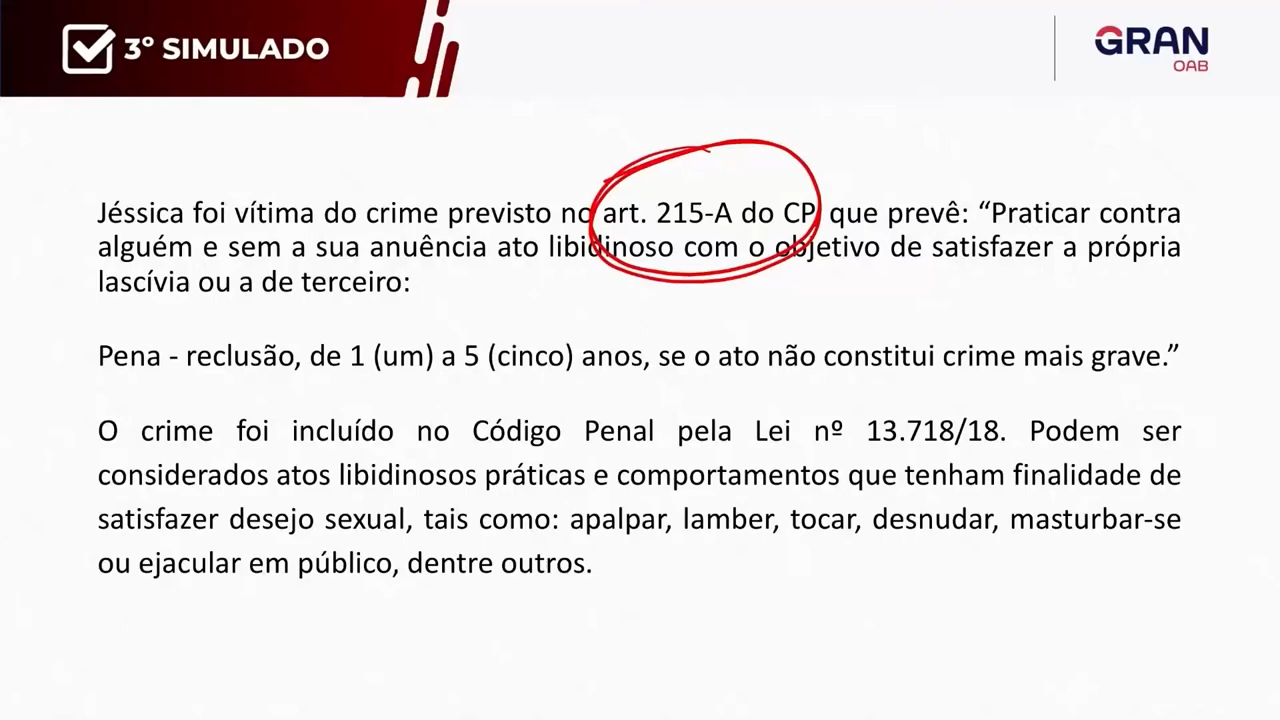 3º SIMULADO
GRAN
OAB
Jéssica foi vítima do crime previsto no art. 215-A do CP, que prevê: “Praticar contra
alguém e sem a sua anuência ato libidinoso com o objetivo de satisfazer a própria
lascívia ou a de terceiro:
Pena - reclusão, de 1 (um) a 5 (cinco) anos, se o ato não constitui crime mais grave.”
O crime foi incluído no Código Penal pela Lei nº 13.718/18. Podem ser
considerados atos libidinosos práticas e comportamentos que tenham finalidade de
satisfazer desejo sexual, tais como: apalpar, lamber, tocar, desnudar, masturbar-se
ou ejacular em público, dentre outros.